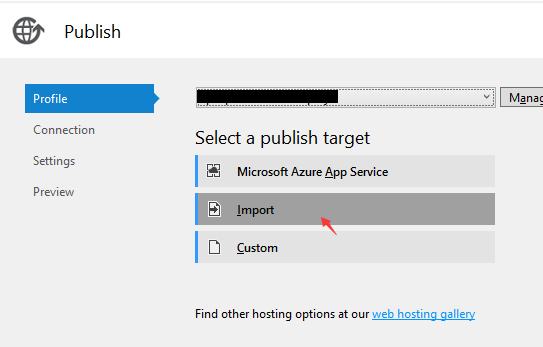 Publish
Profile
Manag
Connection
Select a publish target
Settings
Microsoft Azure App Service
Preview
Import
Custom
Find other hosting options at our web hosting gallery